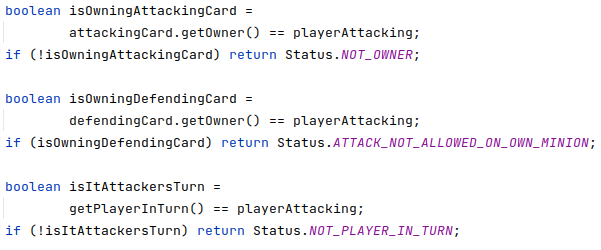 boolean isOwningAttackingCard =
attackingCard.getOwner() == playerAttacking;
if (!isOwningAttackingCard) return Status.NOT_OWNER;
boolean isOwningDefendingCard =
defendingCard.getOwner() == playerAttacking;
if (isOwningDefendingCard) return Status.ATTACK_NOT_ALLOWED_ON_OWN_MINION;
boolean isItAttackersTurn =
getPlayerInTurn() == playerAttacking;
if (!isItAttackersTurn) return Status.NOT_PLAYER_IN_TURN;